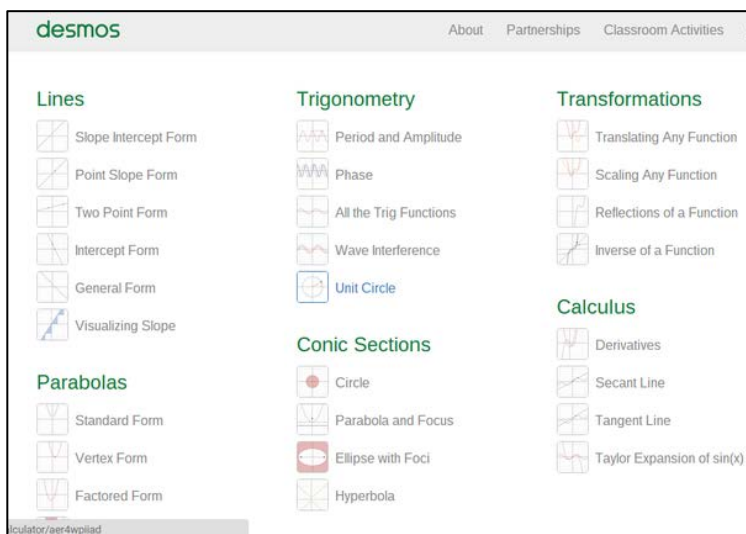 desmos
About Partnerships Classroom Activities
Lines
Slope Intercept Form
Point Slope Form
Two Point Form
Intercept Form
General Form
Visualizing Slope
Parabolas
Standard Form
Vertex Form
Factored Form
Trigonometry
Period and Amplitude
Phase
All the Trig Functions
Wave Interference
Unit Circle
Conic Sections
Circle
Parabola and Focus
Ellipse with Foci
Hyperbola
Transformations
Translating Any Function
Scaling Any Function
Reflections of a Function
Inverse of a Function
Calculus
Derivatives
Secant Line
Tangent Line
Taylor Expansion of sin(x)
lculator/aer4wpiiad